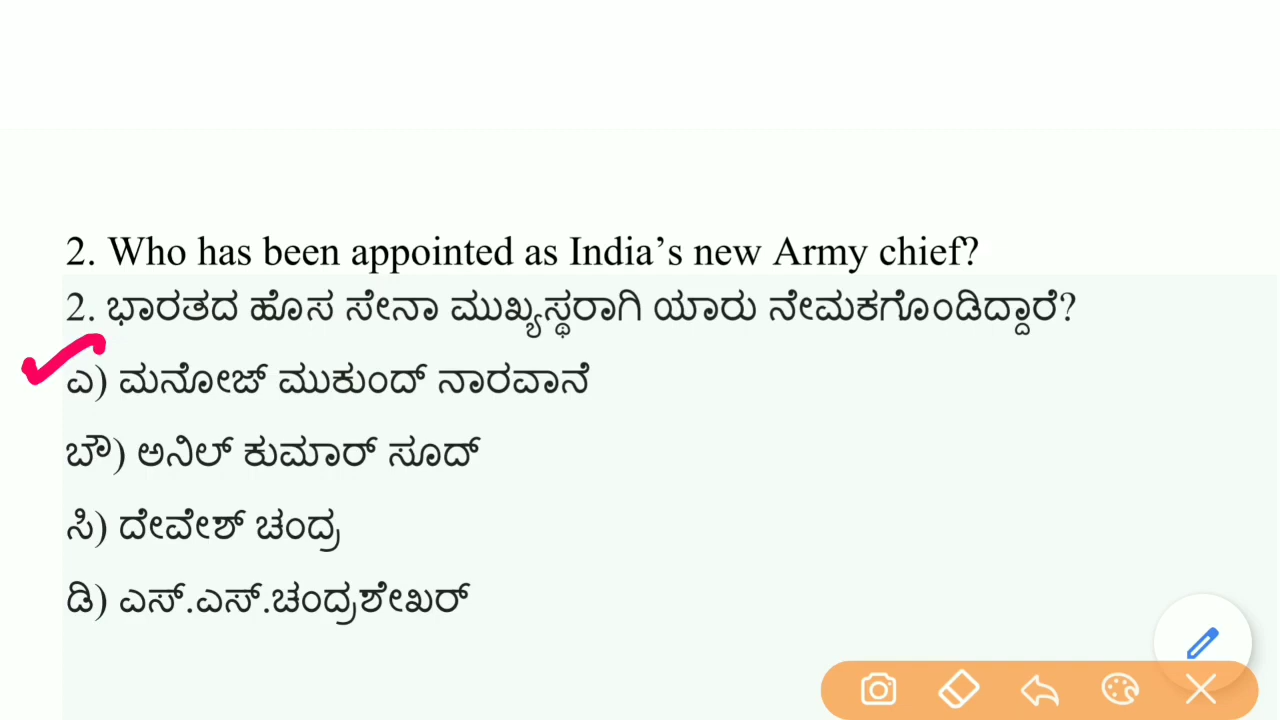 2. Who has been appointed as India’s new Army chief?
2. ಭಾರತದ ಹೊಸ ಸೇನಾ ಮುಖ್ಯಸ್ಥರಾಗಿ ಯಾರು ನೇಮಕಗೊಂಡಿದ್ದಾರೆ?
ಎ) ಮನೋಜ್ ಮುಕುಂದ್ ನಾರವಾನೆ
ಬೌ) ಅನಿಲ್ ಕುಮಾರ್ ಸೂದ್
ಸಿ) ದೇವೇಶ್ ಚಂದ್ರ
ಡಿ) ಎಸ್.ಎಸ್.ಚಂದ್ರಶೇಖರ್